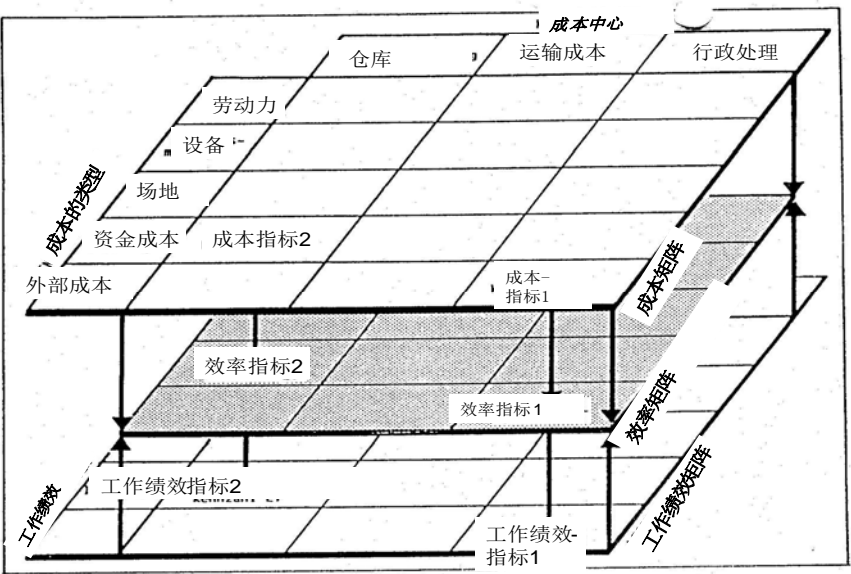 成本中心
仓库
运输成本
行政处理
劳动力
设备
场地
成本的类型
资金成本
成本指标2
外部成本
成本–
指标1
成本矩阵
效率指标2
效率指标1
效率矩阵
工作绩效
工作绩效指标2
工作绩效-
指标1
工作绩效矩阵